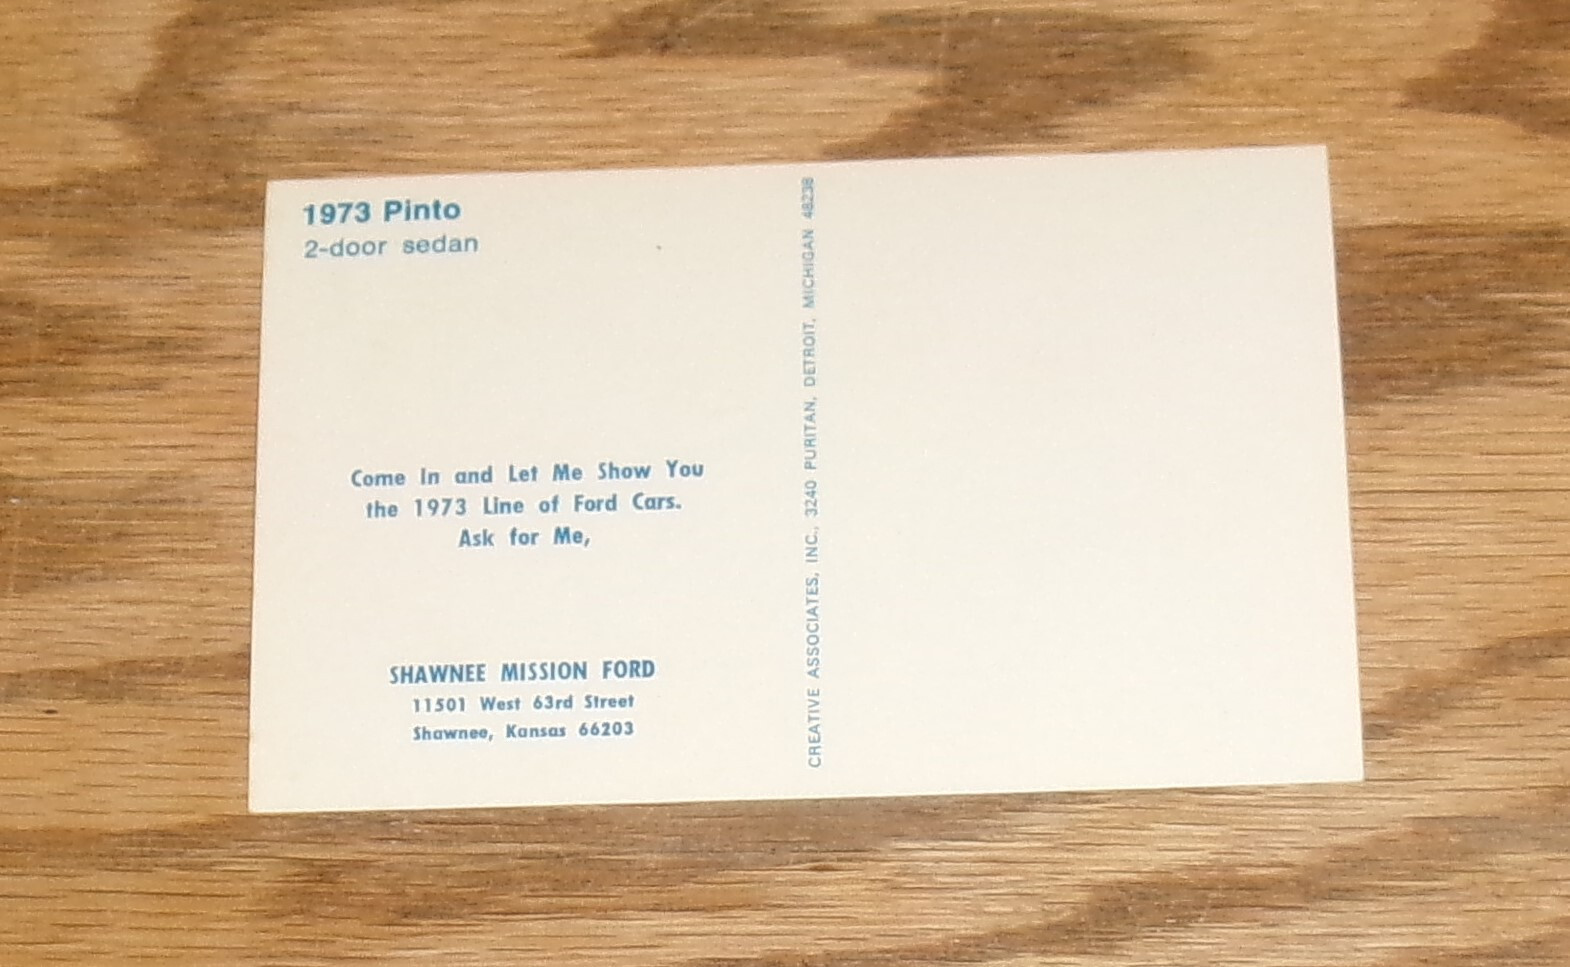 1973 Pinto
2-door sedan
Come In and Let Me Show You
the 1973 Line of Ford Cars.
Ask for Me,
SHAWNEE MISSION FORD
11501 West 63rd Street
Shawnee, Kansas 66203
CREATIVE ASSOCIATES, INC., 3240 PURITAN, DETROIT, MICHIGAN 48238